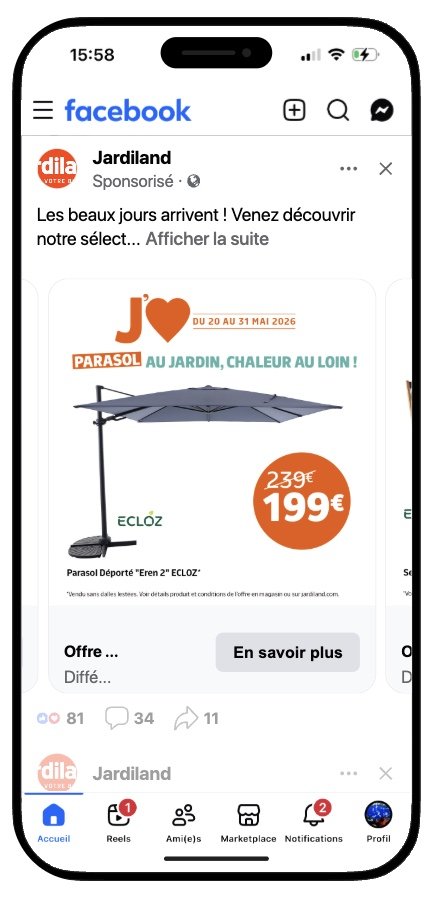 15:58
facebook
dila
VOTRE
Jardiland
Sponsorisé ·
Les beaux jours arrivent ! Venez découvrir
notre sélect... Afficher la suite
J'
DU 20 AU 31 MAI 2026
PARASOL AU JARDIN, CHALEUR AU LOIN !
239€
199€
ECLOZ
E
Parasol Déporté "Eren 2" ECLOZ*
Se
*Vendu sans dalles lestées. Voir détails produit et conditions de l'offre en magasin ou sur jardiland.com.
*Vo
Offre ...
En savoir plus
O
Diffé...
D
81
34
11
dila
Jardiland
1
2
Accueil
Reels
Ami(e)s
Marketplace
Notifications
Profil